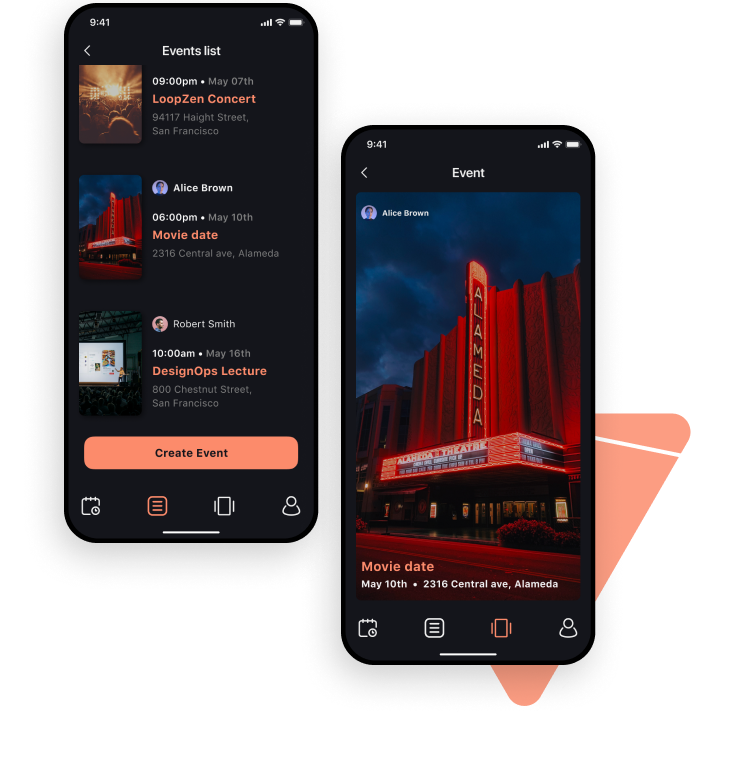 9:41
Events list
09:00pm • May 07th
LoopZen Concert
94117 Haight Street,
San Francisco
Alice Brown
06:00pm • May 10th
Movie date
2316 Central ave, Alameda
Robert Smith
10:00am • May 16th
DesignOps Lecture
800 Chestnut Street,
San Francisco
Create Event
9:41
Event
Alice Brown
ALAMEDA
ALAMEDA THEATRE
Movie date
May 10th • 2316 Central ave, Alameda